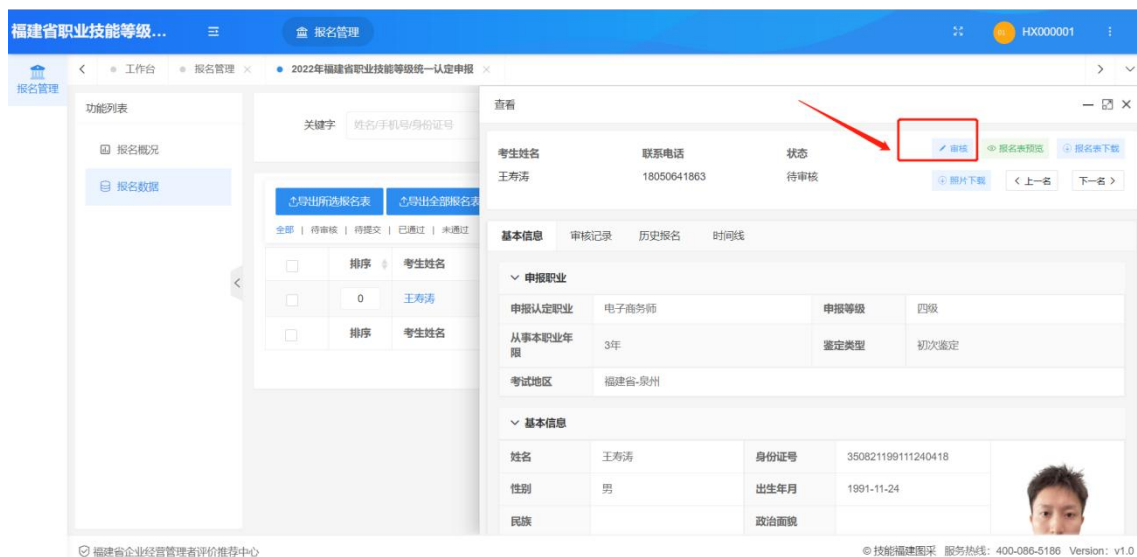 福建省职业技能等级...
报名管理
HX000001
报名管理
工作台
报名管理
2022年福建省职业技能等级统一认定申报
功能列表
报名概况
报名数据
关键字
姓名/手机号/身份证号
导出所选报名表
导出全部报名表
全部 | 待审核 | 待提交 | 已通过 | 未通过
排序
考生姓名
0
王寿涛
排序
考生姓名
查看
考生姓名
联系电话
状态
审核
报名表预览
报名表下载
王寿涛
18050641863
待审核
照片下载
上一名
下一名
基本信息
审核记录
历史报名
时间线
申报职业
申报认定职业
电子商务师
申报等级
四级
从事本职业年
限
3年
鉴定类型
初次鉴定
考试地区
福建省-泉州
基本信息
姓名
王寿涛
身份证号
350821199111240418
性别
男
出生年月
1991-11-24
民族
政治面貌
福建省企业经营管理者评价推荐中心
© 技能福建图采 服务热线：400-086-5186 Version：v1.0